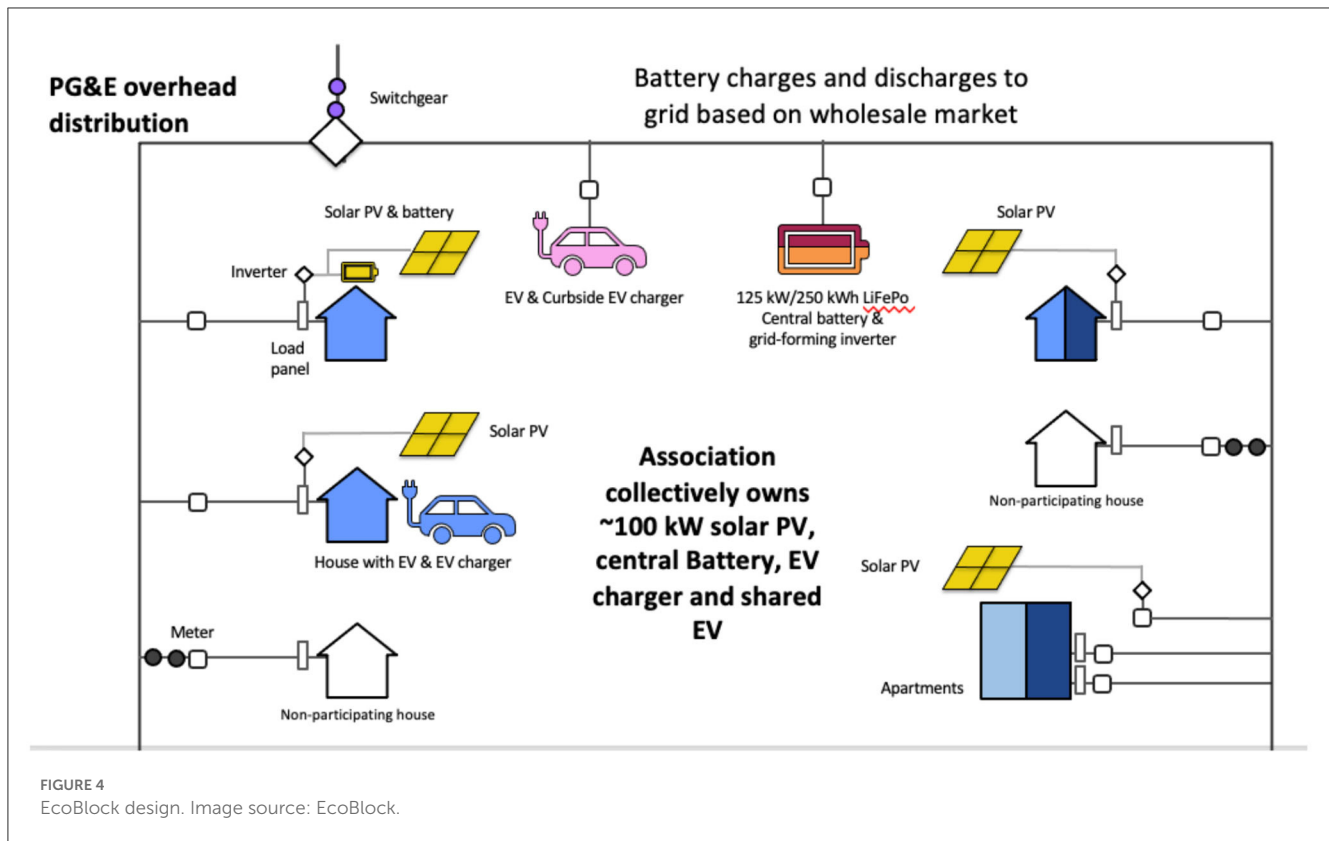 PG&E overhead
distribution
Switchgear
Battery charges and discharges to
grid based on wholesale market
Solar PV & battery
Inverter
Load
panel
EV & Curbside EV charger
125 kW/250 kWh LiFePo
Central battery &
grid-forming inverter
Solar PV
Solar PV
House with EV & EV charger
Association
collectively owns
~100 kW solar PV,
central Battery, EV
charger and shared
EV
Non-participating house
Solar PV
Apartments
Meter
Non-participating house
FIGURE 4
EcoBlock design. Image source: EcoBlock.